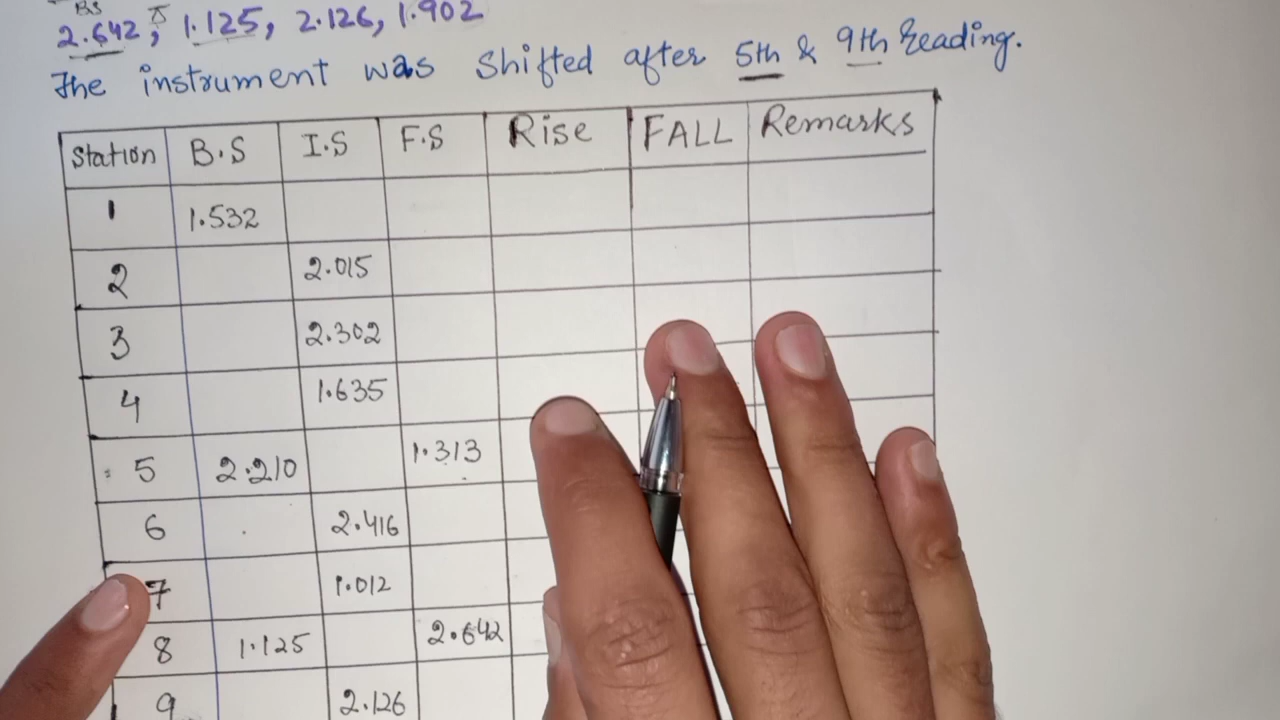 BS
2.642, 1.125, 2.126, 1.902
The instrument was shifted after 5th & 9th reading.
Station B.S I.S F.S Rise FALL Remarks
1 1.532
2 2.015
3 2.302
4 1.635
5 2.210 1.313
6 2.416
7 1.012
8 1.125 2.642
9 2.126